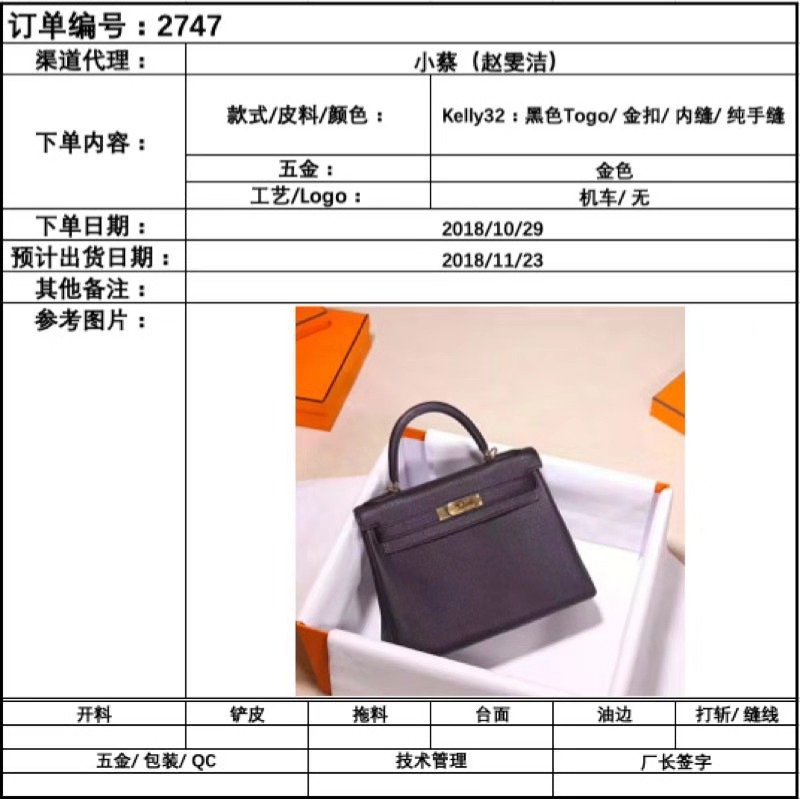 订单编号：2747
渠道代理： 小蔡（赵雯洁）
下单内容：
款式/皮料/颜色： Kelly32：黑色Togo/ 金扣/ 内缝/ 纯手缝
五金： 金色
工艺/Logo： 机车/ 无
下单日期： 2018/10/29
预计出货日期： 2018/11/23
其他备注：
参考图片：
开料 铲皮 拖料 台面 油边 打斩/ 缝线
五金/ 包装/ QC 技术管理 厂长签字